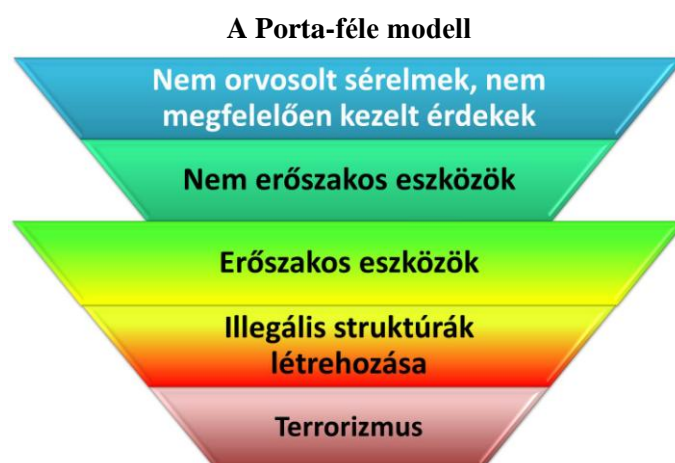 A Porta-féle modell
Nem orvosolt sérelmek, nem
megfelelően kezelt érdekek
Nem erőszakos eszközök
Erőszakos eszközök
Illegális struktúrák
létrehozása
Terrorizmus